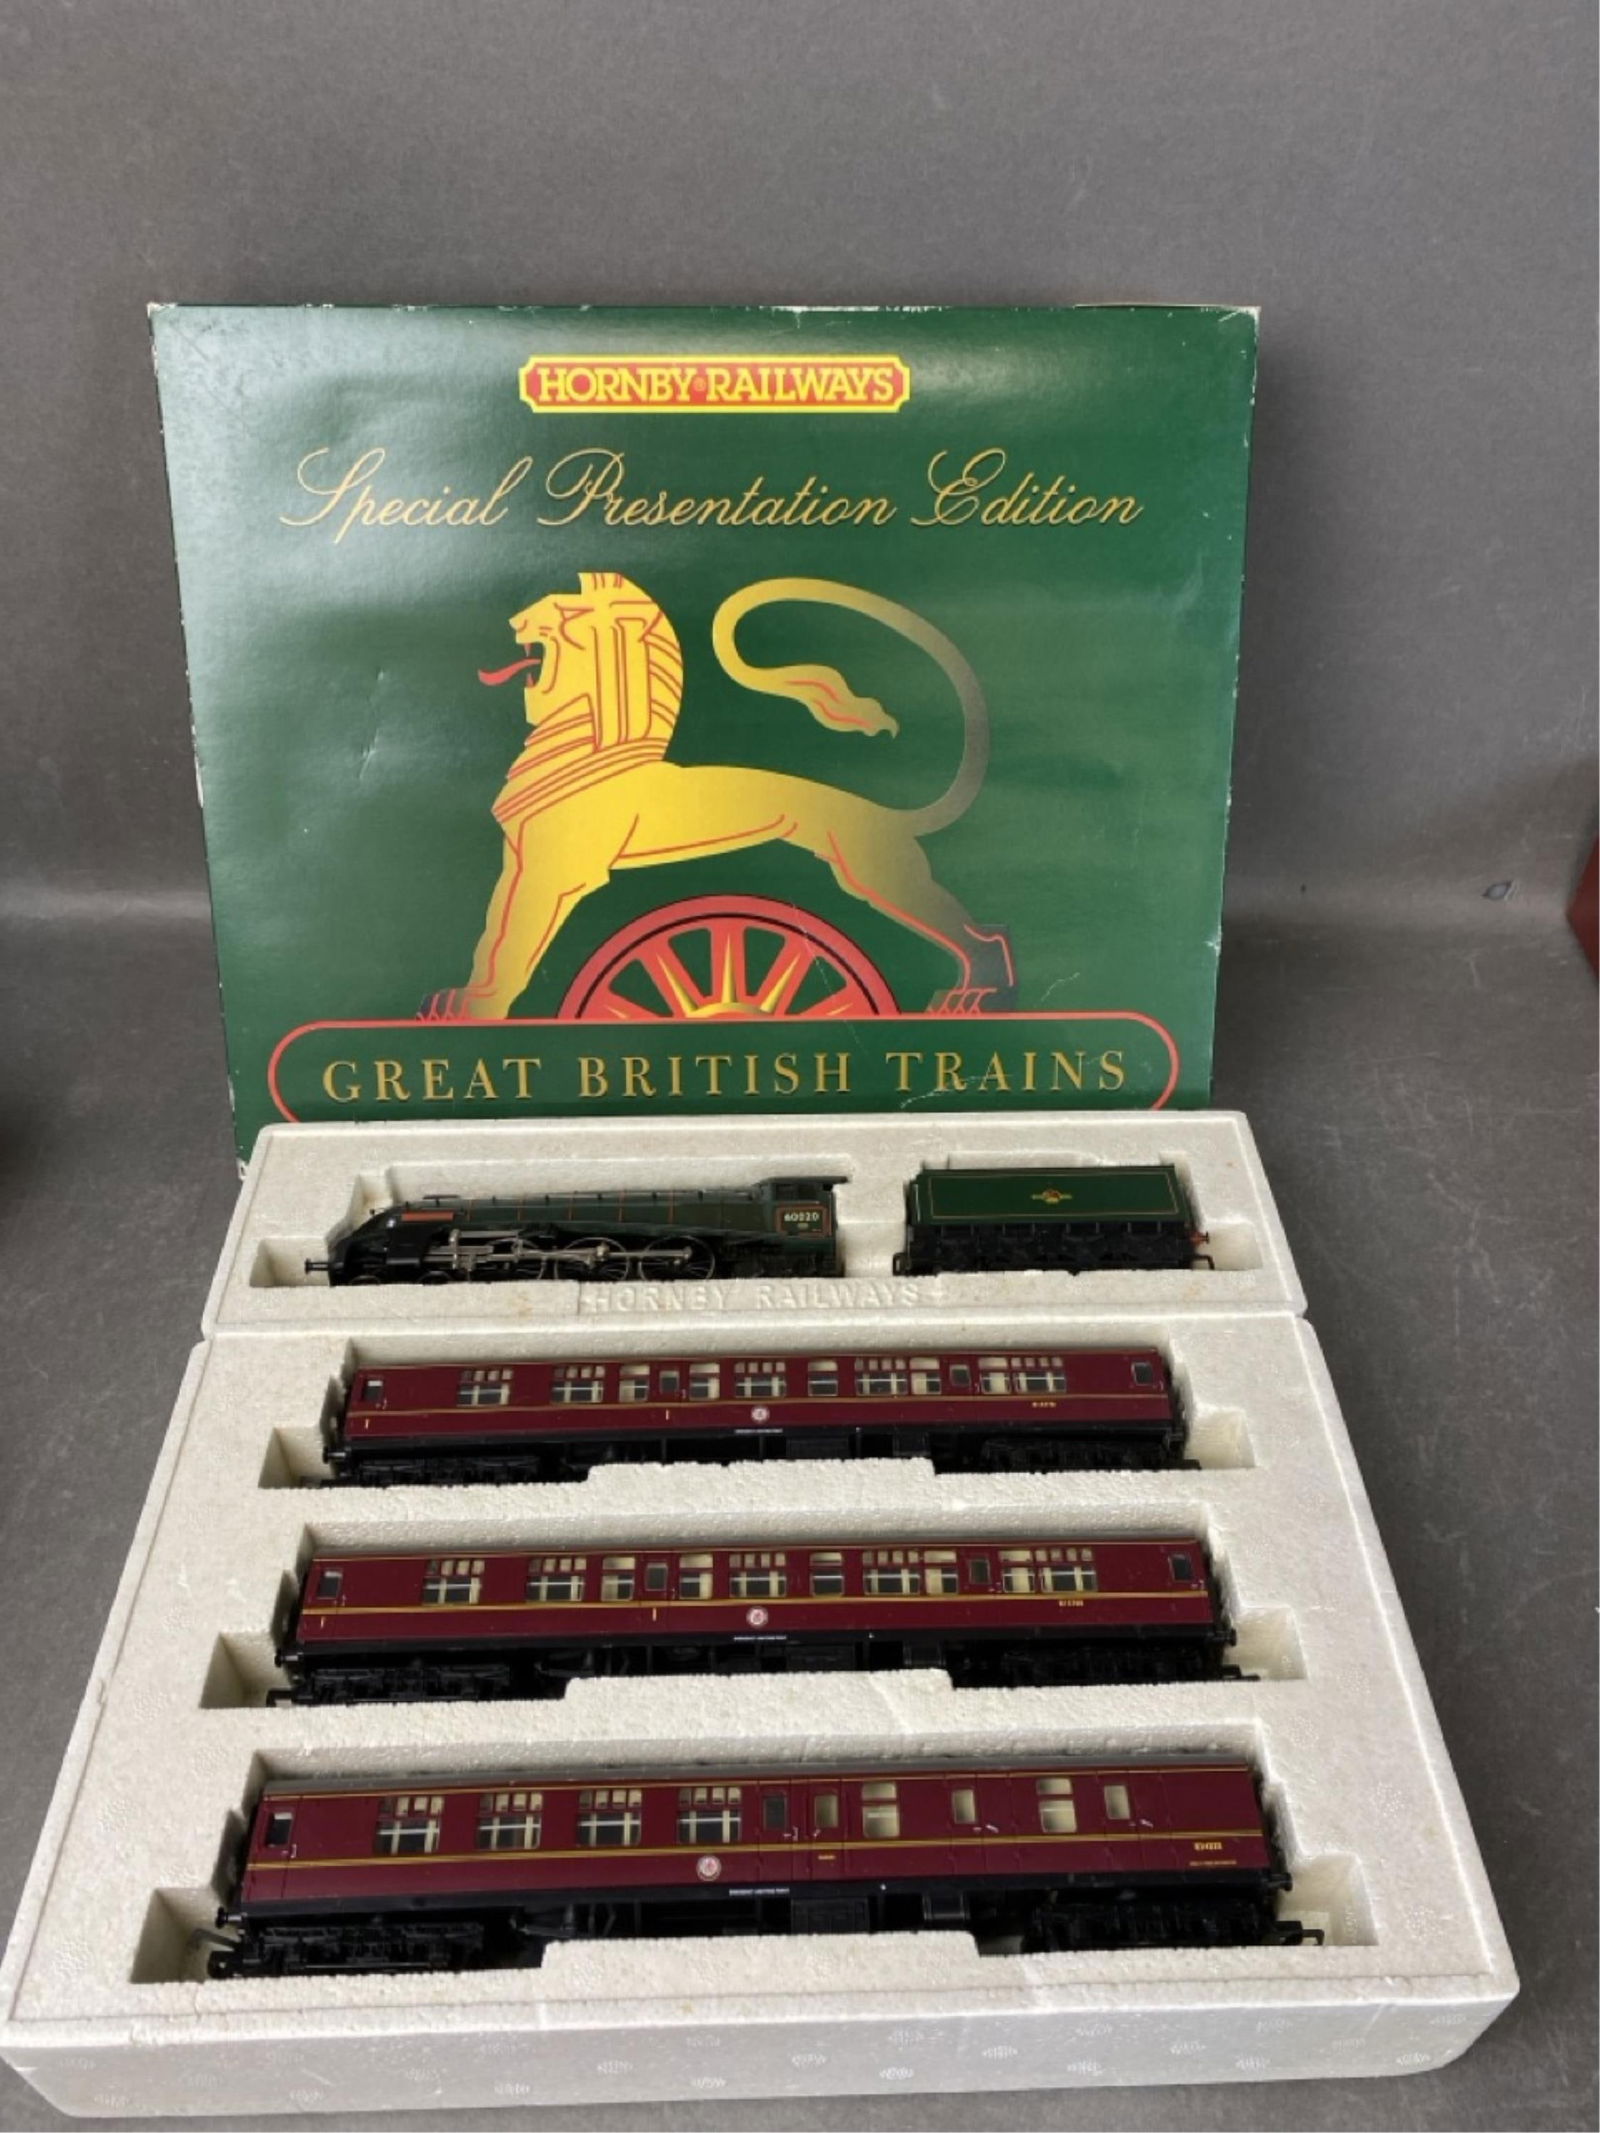 HORNBY® RAILWAYS
Special Presentation Edition
GREAT BRITISH TRAINS
60020
HORNBY RAILWAYS